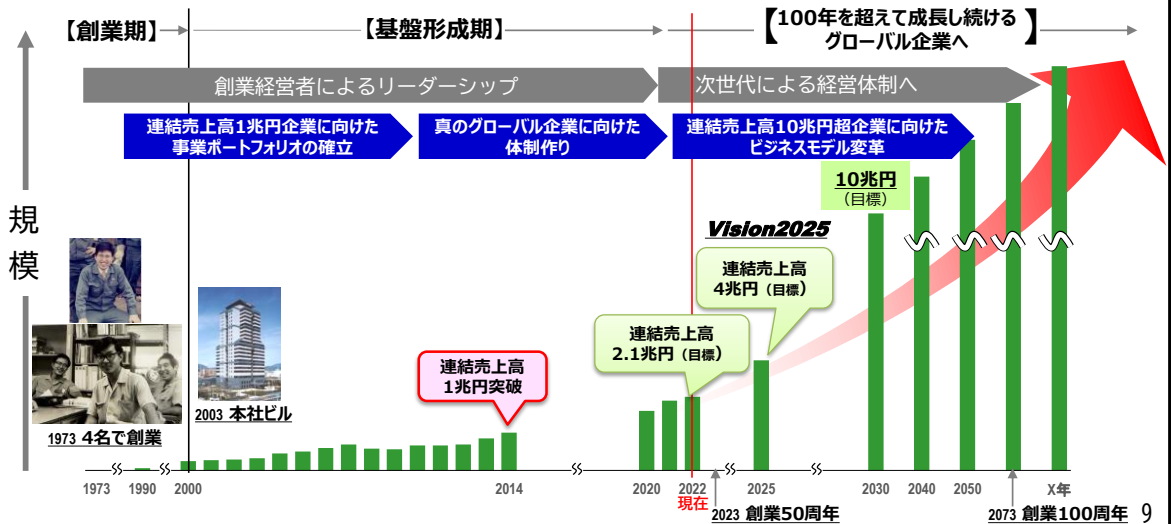 【創業期】
【基盤形成期】
【100年を超えて成長し続ける
グローバル企業へ】
創業経営者によるリーダーシップ
次世代による経営体制へ
連結売上高1兆円企業に向けた
事業ポートフォリオの確立
真のグローバル企業に向けた
体制作り
連結売上高10兆円超企業に向けた
ビジネスモデル変革
規模
10兆円
（目標）
Vision2025
連結売上高
4兆円（目標）
連結売上高
2.1兆円（目標）
連結売上高
1兆円突破
2003 本社ビル
1973 4名で創業
1973
1990
2000
2014
2020
2022
現在
2025
2030
2040
2050
X年
2023 創業50周年
2073 創業100周年
9